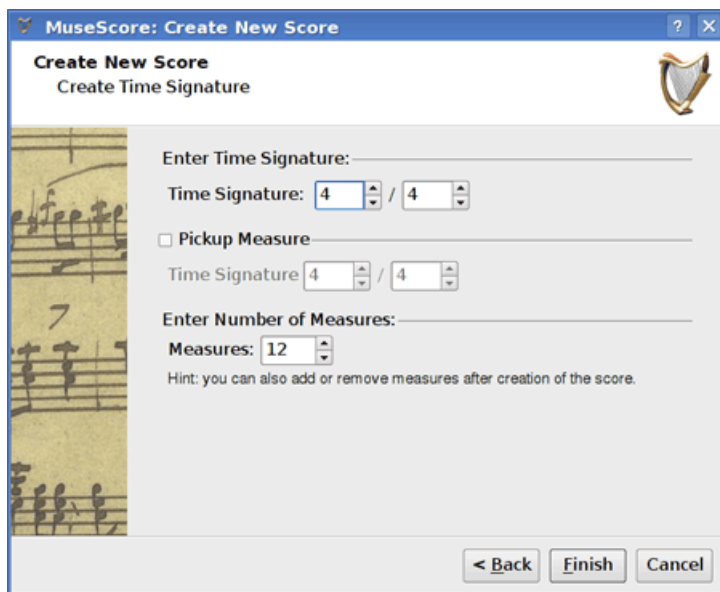 MuseScore: Create New Score
Create New Score
Create Time Signature
Enter Time Signature:
Time Signature: 4 / 4
Pickup Measure
Time Signature 4 / 4
Enter Number of Measures:
Measures: 12
Hint: you can also add or remove measures after creation of the score.
< Back Finish Cancel